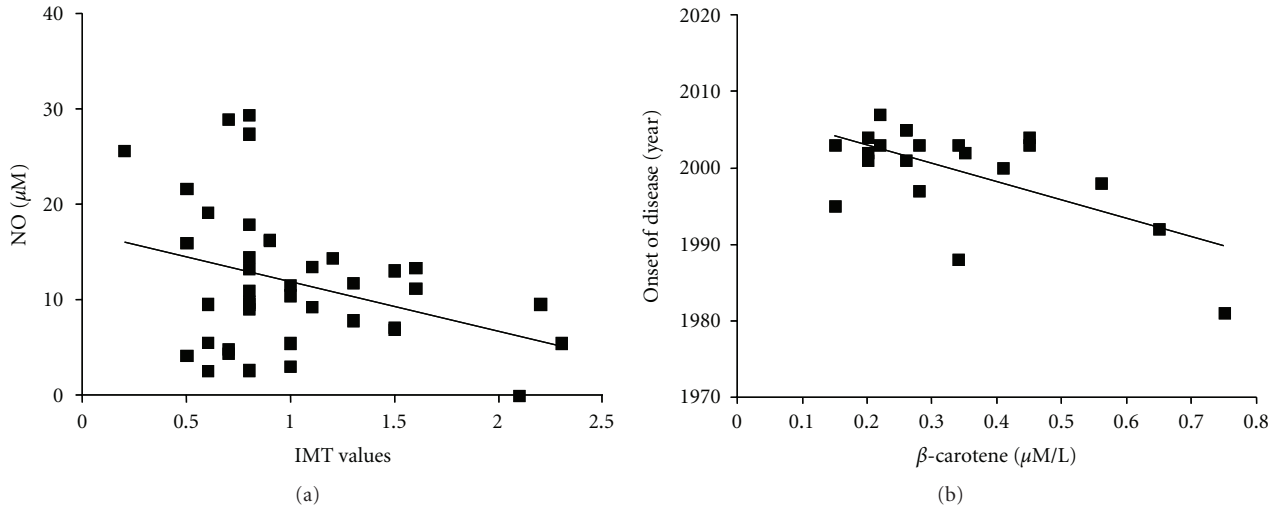 40
30
20
10
0
NO (μM)
0 0.5 1 1.5 2 2.5
IMT values
(a)
2020
2010
2000
1990
1980
1970
Onset of disease (year)
0 0.1 0.2 0.3 0.4 0.5 0.6 0.7 0.8
β-carotene (μM/L)
(b)